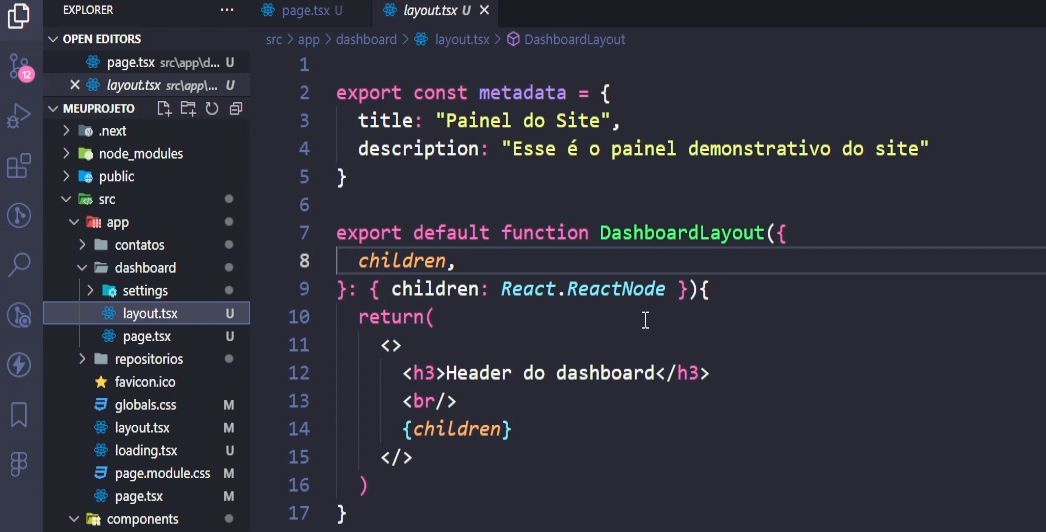 EXPLORER
···
page.tsx U
layout.tsx U
OPEN EDITORS
page.tsx src\app\d... U
layout.tsx src\app\... U
12
MEUPROJETO
.next
node_modules
public
src
app
contatos
dashboard
settings
layout.tsx U
page.tsx U
repositorios
favicon.ico
globals.css M
layout.tsx M
loading.tsx U
page.module.css M
page.tsx M
components
src > app > dashboard > layout.tsx > DashboardLayout
1
2 export const metadata = {
3 title: "Painel do Site",
4 description: "Esse é o painel demonstrativo do site"
5 }
6
7 export default function DashboardLayout({
8 children,
9 }: { children: React.ReactNode }){
10 return(
11 <>
12 <h3>Header do dashboard</h3>
13 <br/>
14 {children}
15 </>
16 )
17 }